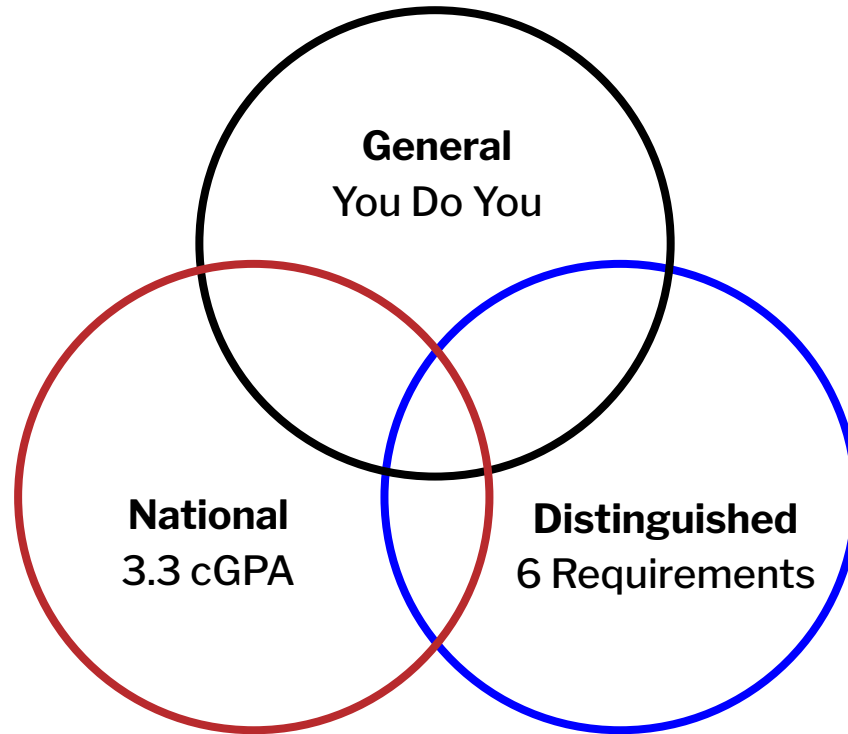 General
You Do You
National
3.3 cGPA
Distinguished
6 Requirements